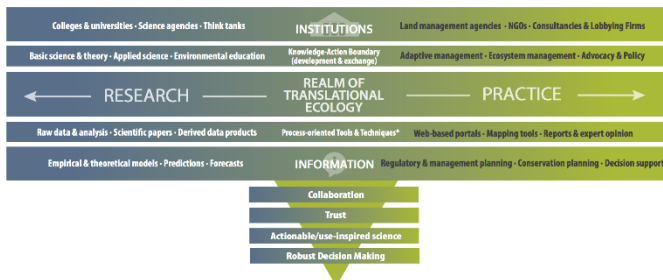 Colleges & universities · Science agencies · Think tanks
INSTITUTIONS
Land management agencies · NGOs · Consultancies & Lobbying Firms
Basic science & theory · Applied science · Environmental education
Knowledge-Action Boundary
(development & exchange)
Adaptive management · Ecosystem management · Advocacy & Policy
RESEARCH
REALM OF
TRANSLATIONAL
ECOLOGY
PRACTICE
Raw data & analysis · Scientific papers · Derived data products
Process-oriented Tools & Techniques*
Web-based portals · Mapping tools · Reports & expert opinion
Empirical & theoretical models · Predictions · Forecasts
INFORMATION
Regulatory & management planning · Conservation planning · Decision support
Collaboration
Trust
Actionable/use-inspired science
Robust Decision Making